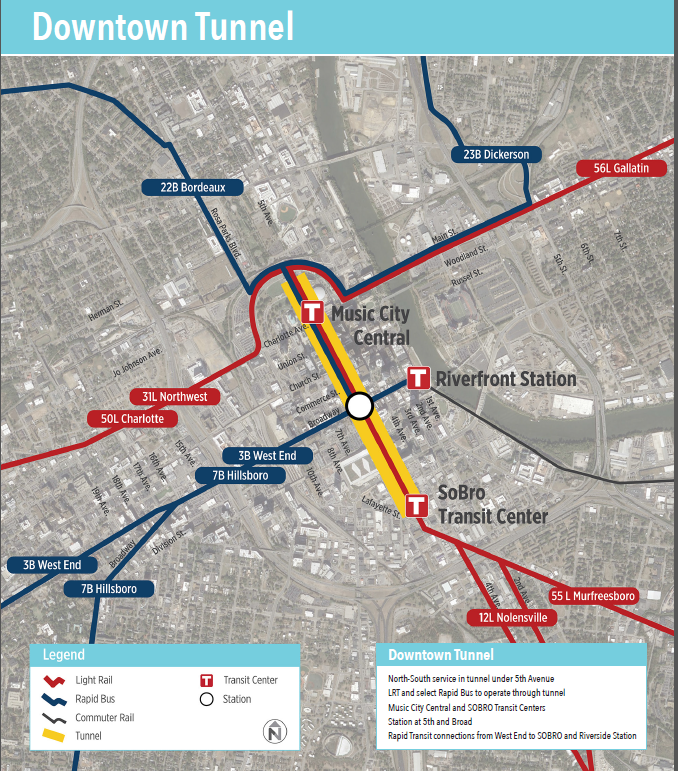 Downtown Tunnel
23B Dickerson
56L Gallatin
22B Bordeaux
5th Ave.
Rosa Parks Blvd.
Main St.
Woodland St.
Russel St.
5th St.
6th St.
7th St.
Herman St.
Music City
Central
Charlotte Ave.
Jo Johnson Ave.
Union St.
Church St.
Riverfront Station
31L Northwest
50L Charlotte
Commerce St.
Broadway
1st Ave.
2nd Ave.
3rd Ave.
4th Ave.
7th Ave.
8th Ave.
10th Ave.
15th Ave.
16th Ave.
17th Ave.
18th Ave.
19th Ave.
3B West End
7B Hillsboro
Lafayette St.
SoBro
Transit Center
Broadway
Division St.
3B West End
7B Hillsboro
4th Ave.
2nd Ave.
55 L Murfreesboro
12L Nolensville
Legend
Light Rail
Rapid Bus
Commuter Rail
Tunnel
T Transit Center
Station
N
Downtown Tunnel
North-South service in tunnel under 5th Avenue
LRT and select Rapid Bus to operate through tunnel
Music City Central and SOBRO Transit Centers
Station at 5th and Broad
Rapid Transit connections from West End to SOBRO and Riverside Station